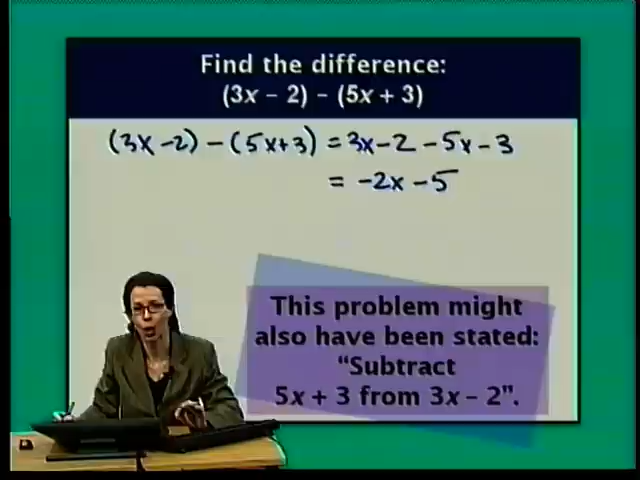 Find the difference:
(3x – 2) – (5x + 3)
(3x -2) - (5x+3) = 3x - 2 - 5x - 3
= -2x - 5
This problem might
also have been stated:
“Subtract
5x + 3 from 3x – 2”.